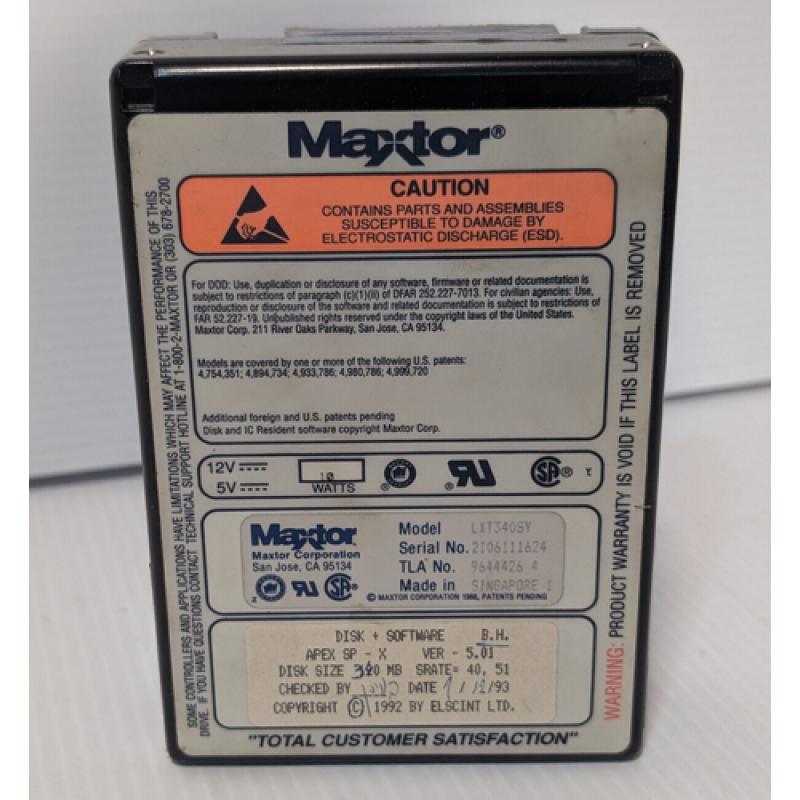 Maxtor®
CAUTION
CONTAINS PARTS AND ASSEMBLIES
SUSCEPTIBLE TO DAMAGE BY
ELECTROSTATIC DISCHARGE (ESD).
For DOD: Use, duplication or disclosure of any software, firmware or related documentation is
subject to restrictions of paragraph (c)(1)(ii) of DFAR 252.227-7013. For civilian agencies: Use,
reproduction or disclosure of the software and related documentation is subject to restrictions of
FAR 52.227-19. Unpublished rights reserved under the copyright laws of the United States.
Maxtor Corp. 211 River Oaks Parkway, San Jose, CA 95134.
Models are covered by one or more of the following U.S. patents:
4,754,351; 4,894,734; 4,933,786; 4,980,786; 4,999,720
Additional foreign and U.S. patents pending
Disk and IC Resident software copyright Maxtor Corp.
12V
5V
10
WATTS
Y
Maxtor
Maxtor Corporation
San Jose, CA 95134
2
Model LXT340SY
Serial No. 2I06111624
TLA No. 9644426 4
Made in SINGAPORE 1
© MAXTOR CORPORATION 1988, PATENTS PENDING
DISK + SOFTWARE B.H.
APEX SP - X VER - 5.01
DISK SIZE 340 MB SRATE= 40, 51
CHECKED BY DATE 1/12/93
COPYRIGHT (C) 1992 BY ELSCINT LTD.
"TOTAL CUSTOMER SATISFACTION"
SOME CONTROLLERS AND APPLICATIONS HAVE LIMITATIONS WHICH MAY AFFECT THE PERFORMANCE OF THIS
DRIVE. IF YOU HAVE QUESTIONS CONTACT TECHNICAL SUPPORT HOTLINE AT 1-800-2-MAXTOR OR (303) 678-2700
WARNING: PRODUCT WARRANTY IS VOID IF THIS LABEL IS REMOVED